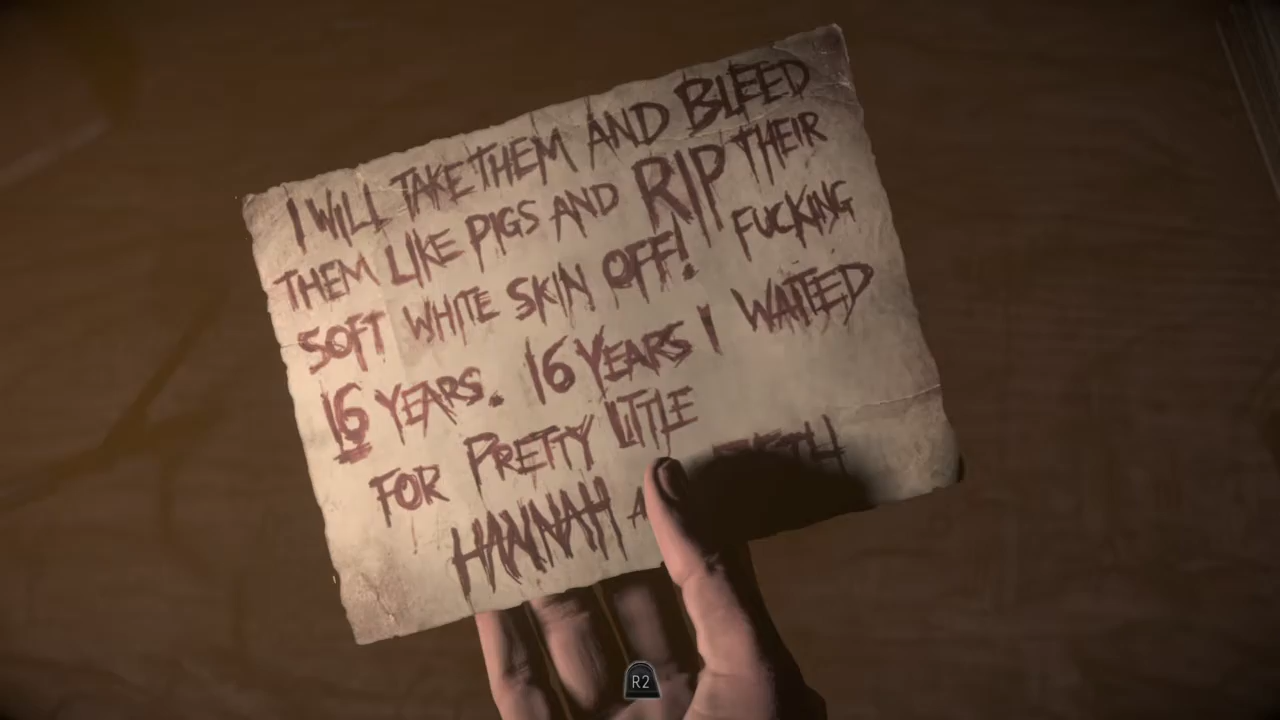 I WILL TAKE THEM AND BLEED
THEM LIKE PIGS AND RIP THEIR
SOFT WHITE SKIN OFF! FUCKING
16 YEARS. 16 YEARS I WAITED
FOR PRETTY LITTLE
HANNAH
R2